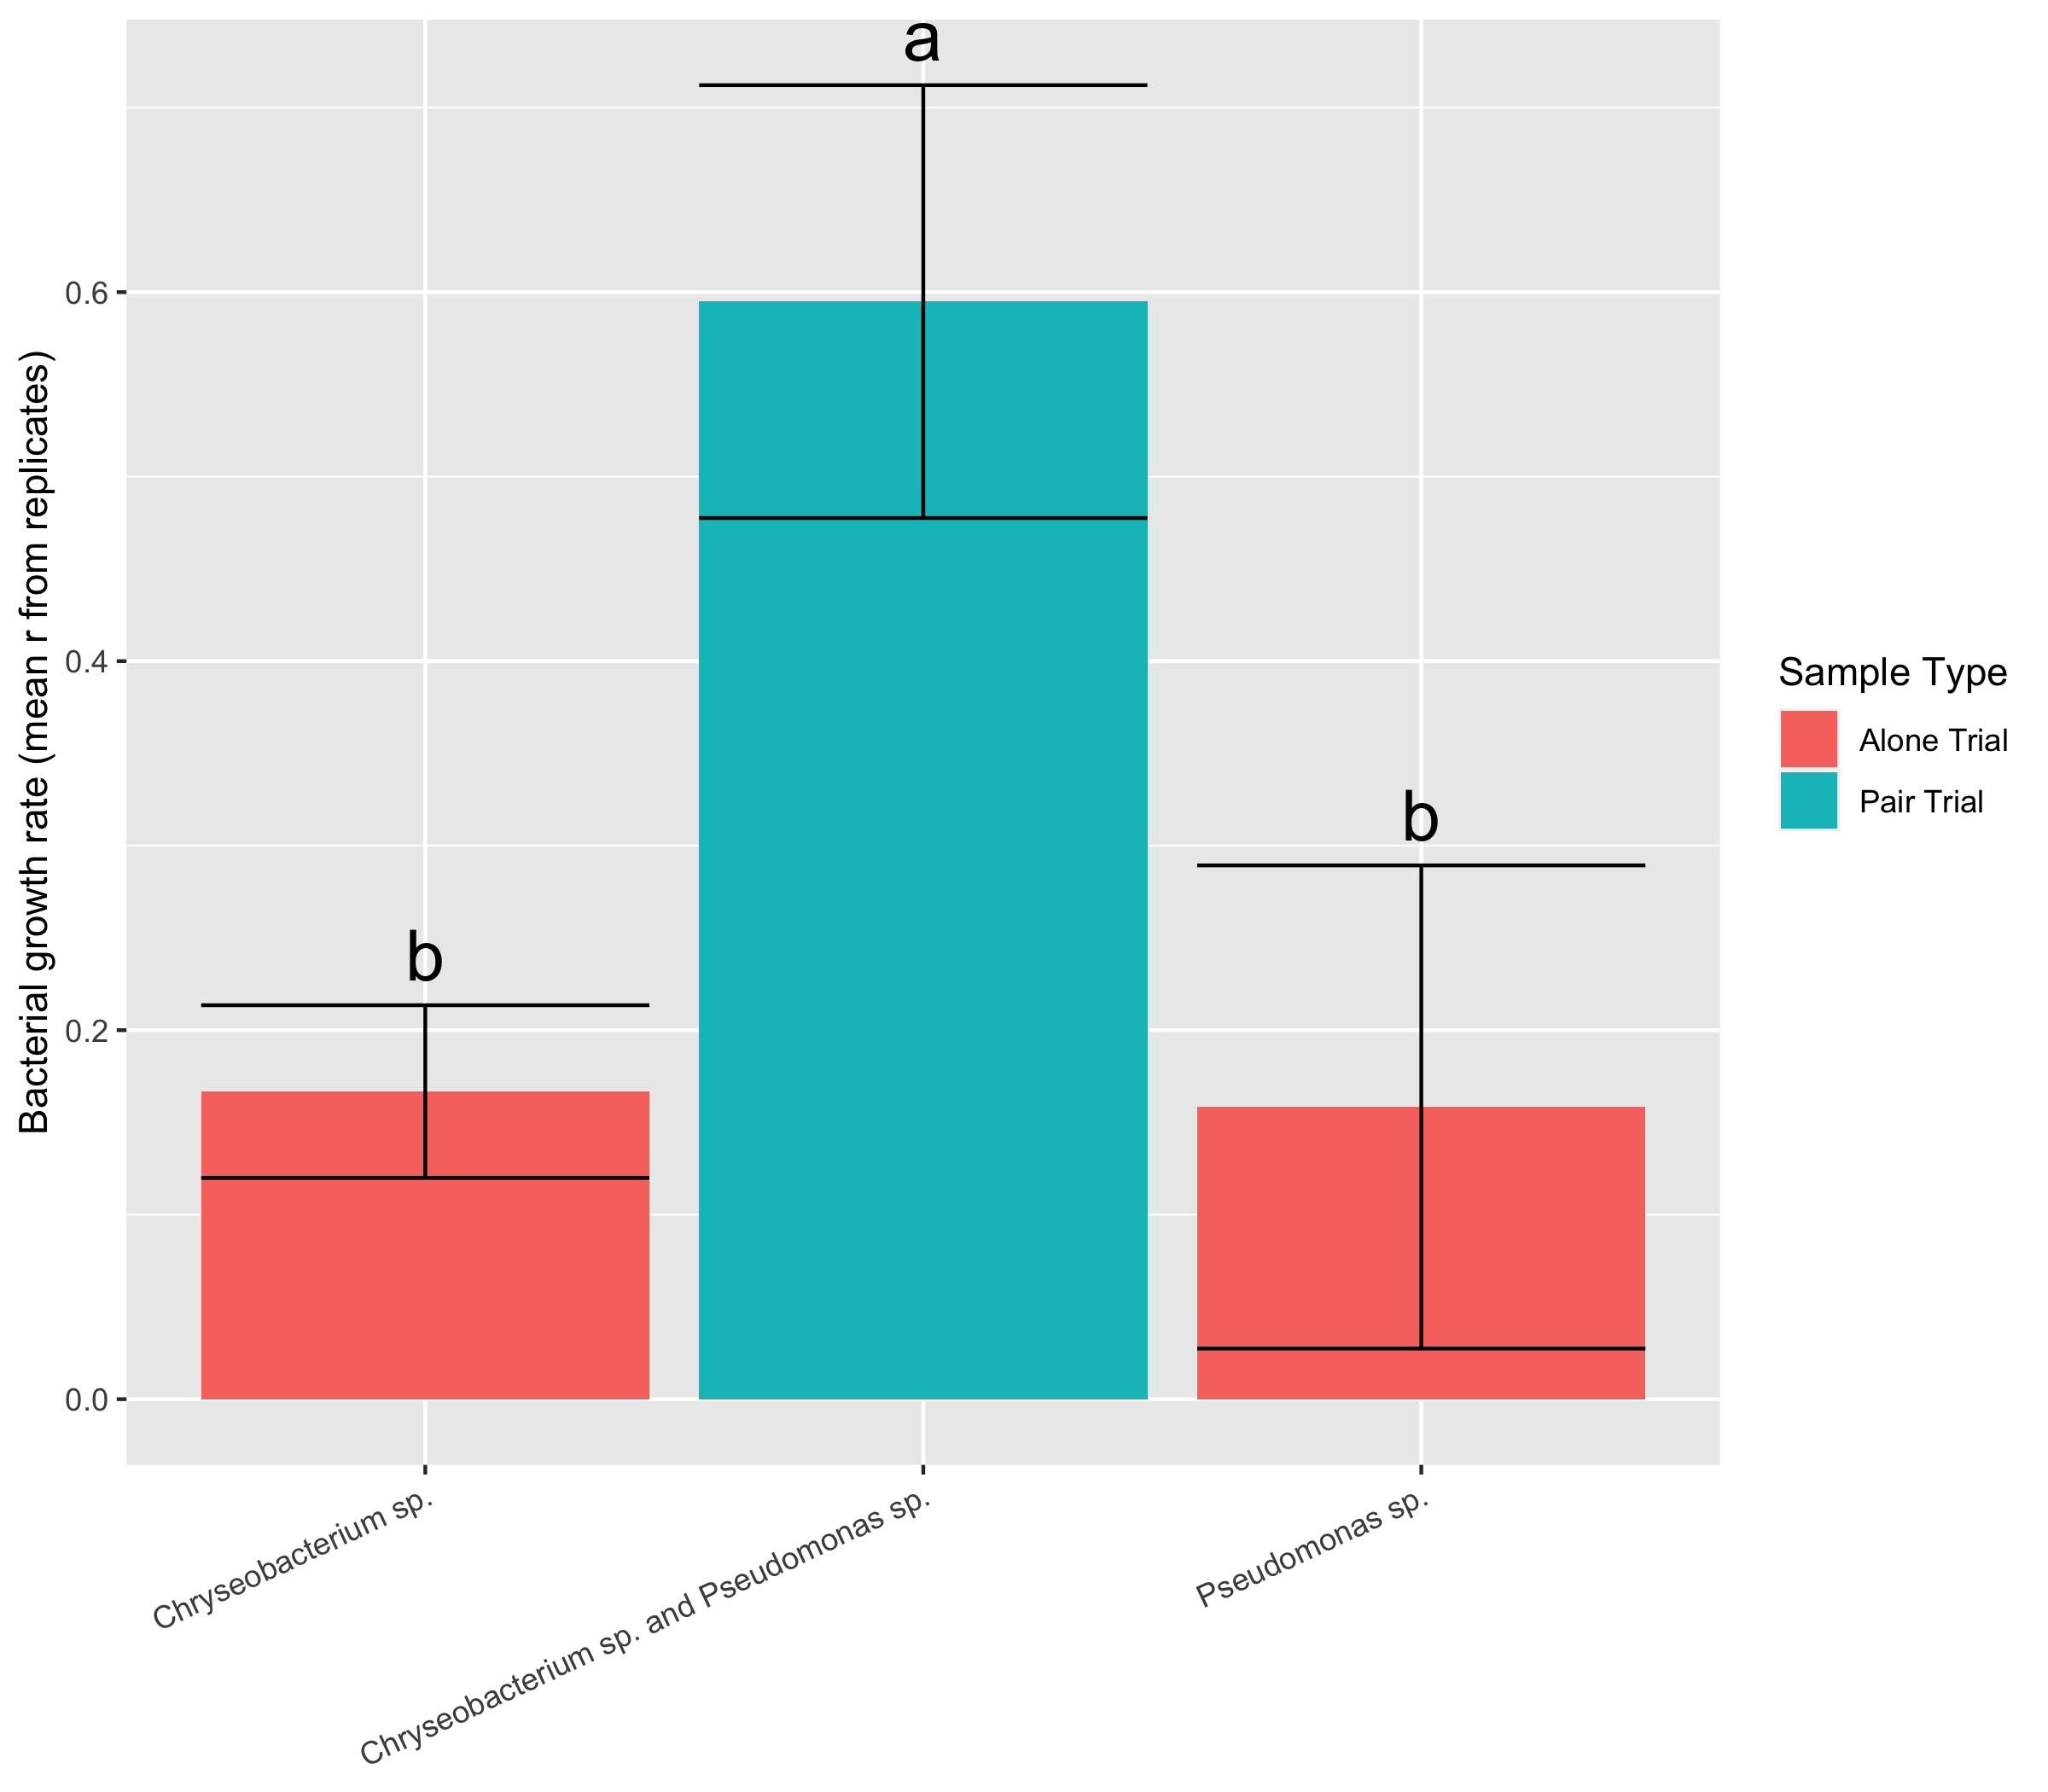 Bacterial growth rate (mean r from replicates)
0.6
0.4
0.2
0.0
a
b
b
Chryseobacterium sp.
Chryseobacterium sp. and Pseudomonas sp.
Pseudomonas sp.
Sample Type
Alone Trial
Pair Trial